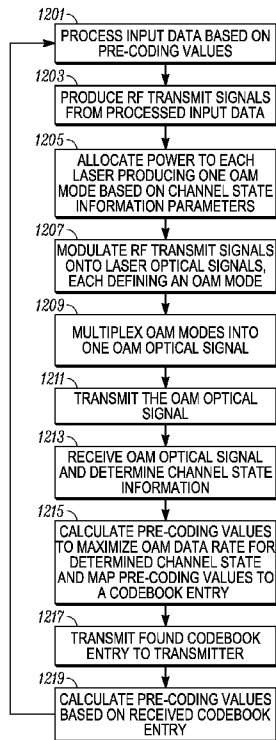 1201
PROCESS INPUT DATA BASED ON
PRE-CODING VALUES
1203
PRODUCE RF TRANSMIT SIGNALS
FROM PROCESSED INPUT DATA
1205
ALLOCATE POWER TO EACH
LASER PRODUCING ONE OAM
MODE BASED ON CHANNEL STATE
INFORMATION PARAMETERS
1207
MODULATE RF TRANSMIT SIGNALS
ONTO LASER OPTICAL SIGNALS,
EACH DEFINING AN OAM MODE
1209
MULTIPLEX OAM MODES INTO
ONE OAM OPTICAL SIGNAL
1211
TRANSMIT THE OAM OPTICAL
SIGNAL
1213
RECEIVE OAM OPTICAL SIGNAL
AND DETERMINE CHANNEL STATE
INFORMATION
1215
CALCULATE PRE-CODING VALUES
TO MAXIMIZE OAM DATA RATE FOR
DETERMINED CHANNEL STATE
AND MAP PRE-CODING VALUES TO
A CODEBOOK ENTRY
1217
TRANSMIT FOUND CODEBOOK
ENTRY TO TRANSMITTER
1219
CALCULATE PRE-CODING VALUES
BASED ON RECEIVED CODEBOOK
ENTRY